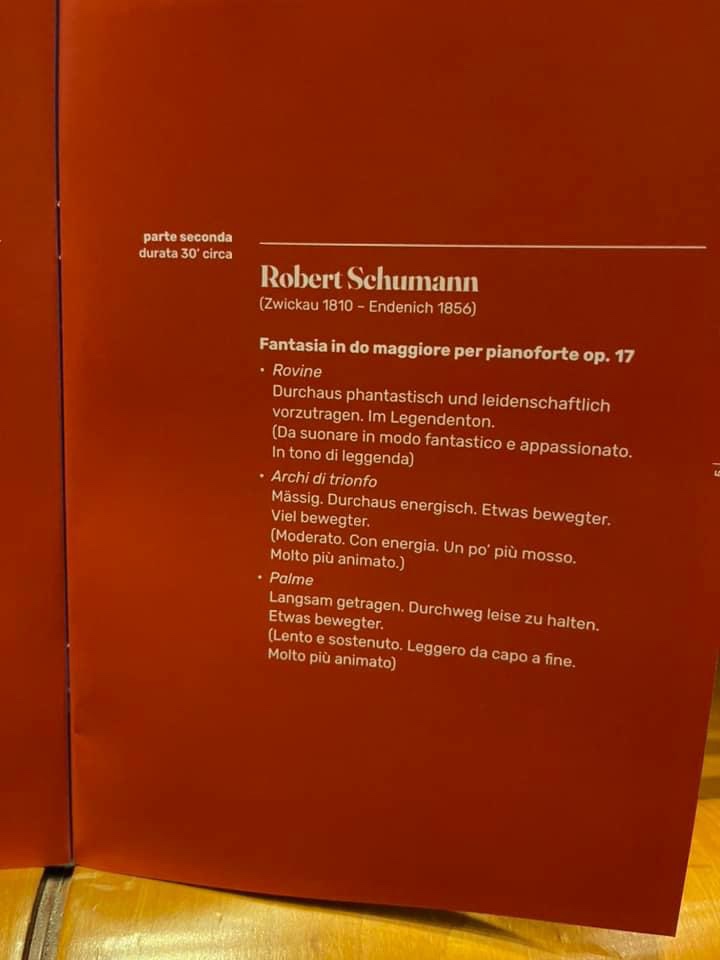 parte seconda
durata 30' circa
Robert Schumann
(Zwickau 1810 – Endenich 1856)
Fantasia in do maggiore per pianoforte op. 17
• Rovine
Durchaus phantastisch und leidenschaftlich
vorzutragen. Im Legendenton.
(Da suonare in modo fantastico e appassionato.
In tono di leggenda)
• Archi di trionfo
Mässig. Durchaus energisch. Etwas bewegter.
Viel bewegter.
(Moderato. Con energia. Un po' più mosso.
Molto più animato.)
• Palme
Langsam getragen. Durchweg leise zu halten.
Etwas bewegter.
(Lento e sostenuto. Leggero da capo a fine.
Molto più animato)